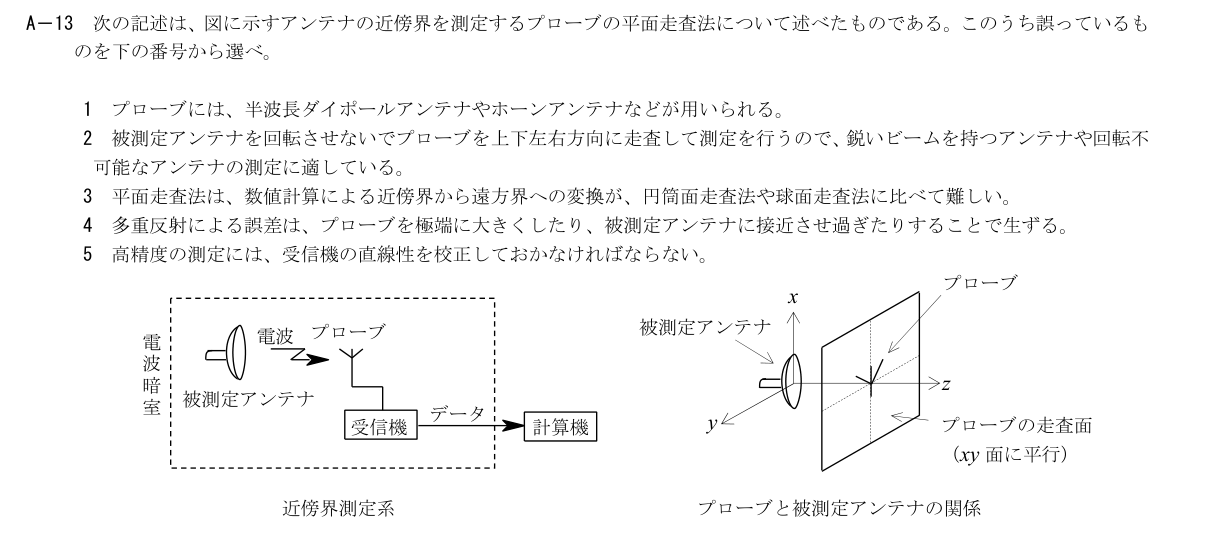 A－13 次の記述は、図に示すアンテナの近傍界を測定するプローブの平面走査法について述べたものである。このうち誤っているも
のを下の番号から選べ。
1 プローブには、半波長ダイポールアンテナやホーンアンテナなどが用いられる。
2 被測定アンテナを回転させないでプローブを上下左右方向に走査して測定を行うので、鋭いビームを持つアンテナや回転不
可能なアンテナの測定に適している。
3 平面走査法は、数値計算による近傍界から遠方界への変換が、円筒面走査法や球面走査法に比べて難しい。
4 多重反射による誤差は、プローブを極端に大きくしたり、被測定アンテナに接近させ過ぎたりすることで生ずる。
5 高精度の測定には、受信機の直線性を校正しておかなければならない。
電波暗室
電波
プローブ
被測定アンテナ
受信機
データ
計算機
近傍界測定系
プローブ
x
被測定アンテナ
z
y
プローブの走査面
（xy 面に平行）
プローブと被測定アンテナの関係